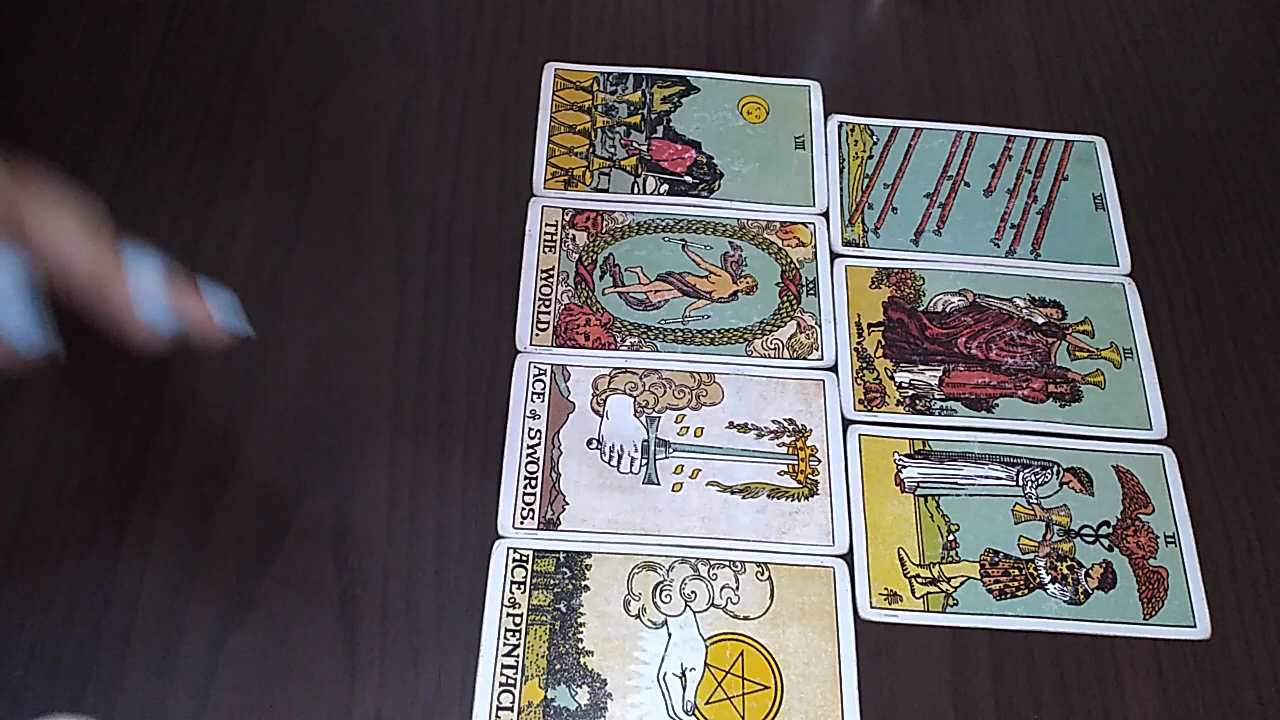 VIII
VIII
THE WORLD.
XXI
III
ACE of SWORDS.
II
ACE of PENTACL